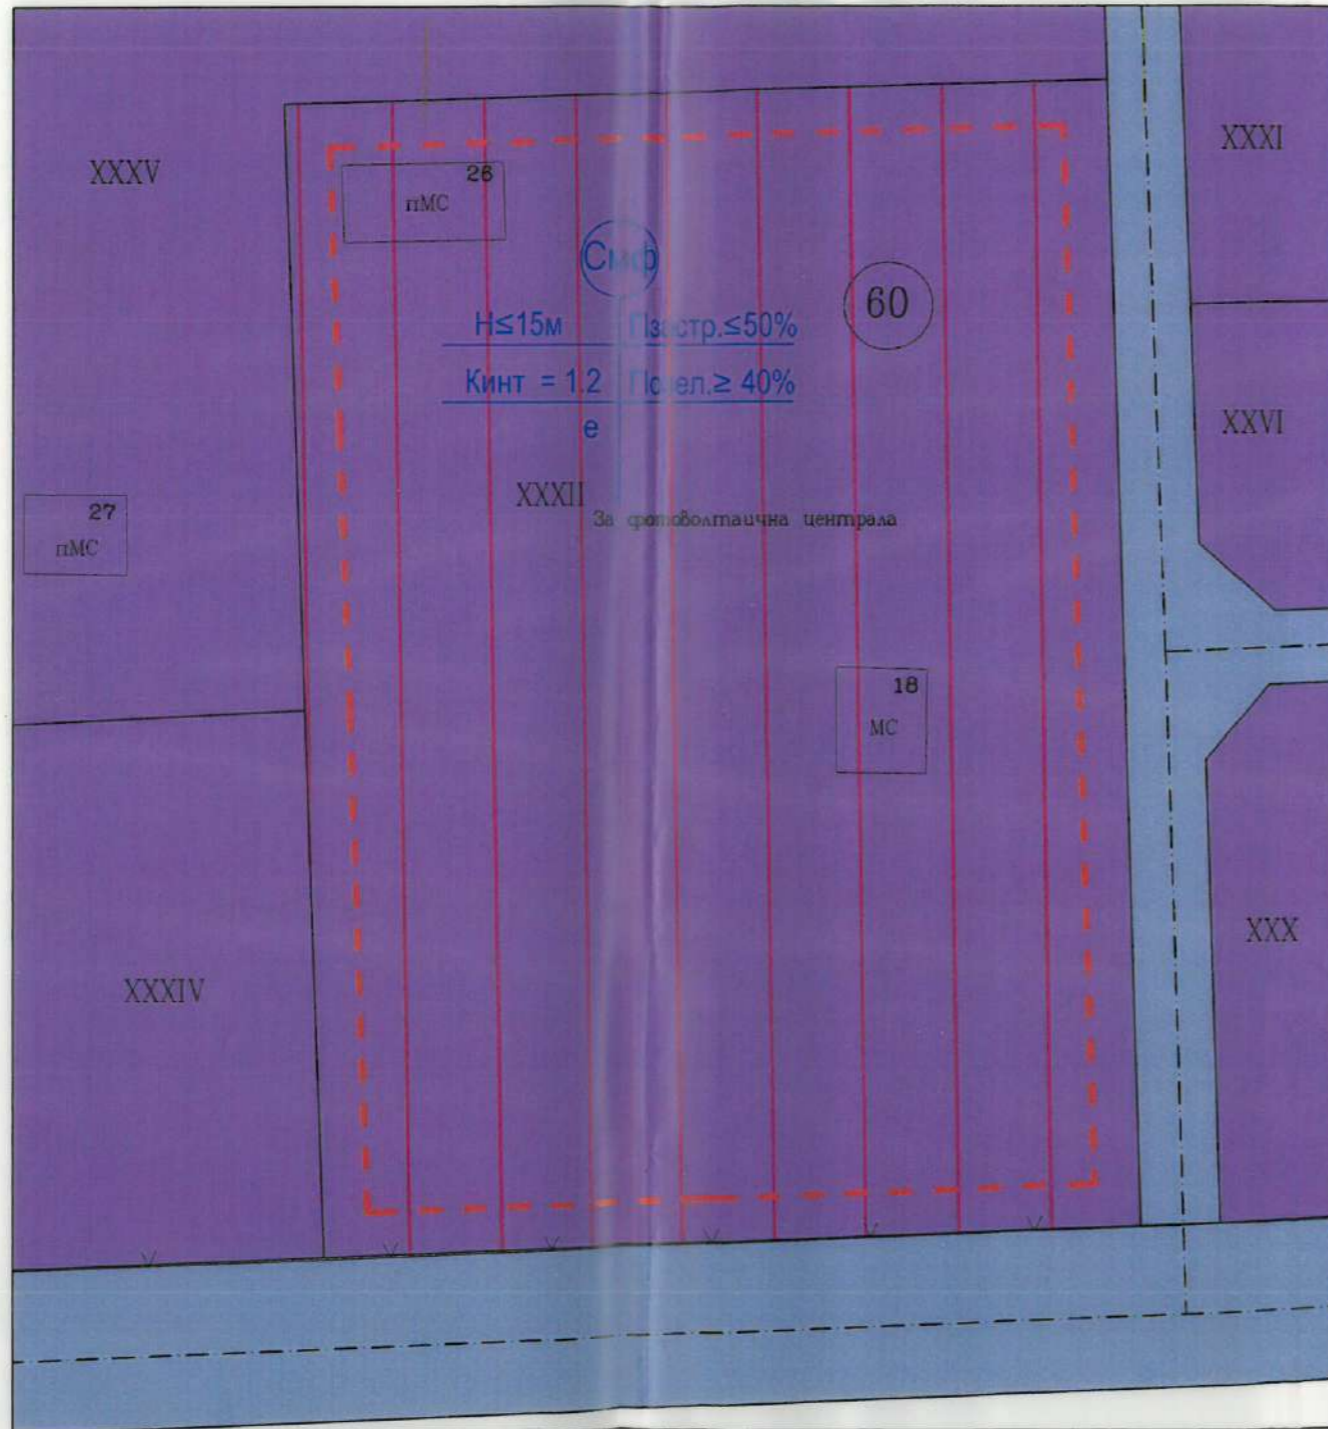 XXXI
XXXV
26
пМС
Смф
60
Н≤15м Пзастр.≤50%
Кинт = 1.2 Позел.≥ 40%
е
XXVI
XXXII
За фотоволтаична централа
27
пМС
18
МС
XXX
XXXIV